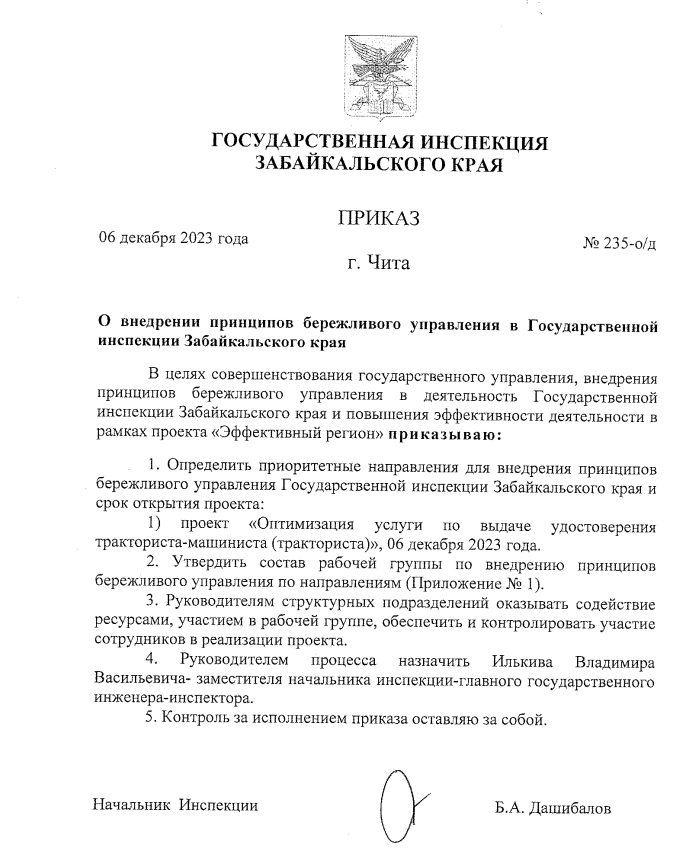 ГОСУДАРСТВЕННАЯ ИНСПЕКЦИЯ
ЗАБАЙКАЛЬСКОГО КРАЯ
ПРИКАЗ
06 декабря 2023 года
№ 235-о/д
г. Чита
О внедрении принципов бережливого управления в Государственной
инспекции Забайкальского края
В целях совершенствования государственного управления, внедрения
принципов бережливого управления в деятельность Государственной
инспекции Забайкальского края и повышения эффективности деятельности в
рамках проекта «Эффективный регион» приказываю:
1. Определить приоритетные направления для внедрения принципов
бережливого управления Государственной инспекции Забайкальского края и
срок открытия проекта:
1) проект «Оптимизация услуги по выдаче удостоверения
тракториста-машиниста (тракториста)», 06 декабря 2023 года.
2. Утвердить состав рабочей группы по внедрению принципов
бережливого управления по направлениям (Приложение № 1).
3. Руководителям структурных подразделений оказывать содействие
ресурсами, участием в рабочей группе, обеспечить и контролировать участие
сотрудников в реализации проекта.
4. Руководителем процесса назначить Илькива Владимира
Васильевича- заместителя начальника инспекции-главного государственного
инженера-инспектора.
5. Контроль за исполнением приказа оставляю за собой.
Начальник Инспекции
Б.А. Дашибалов